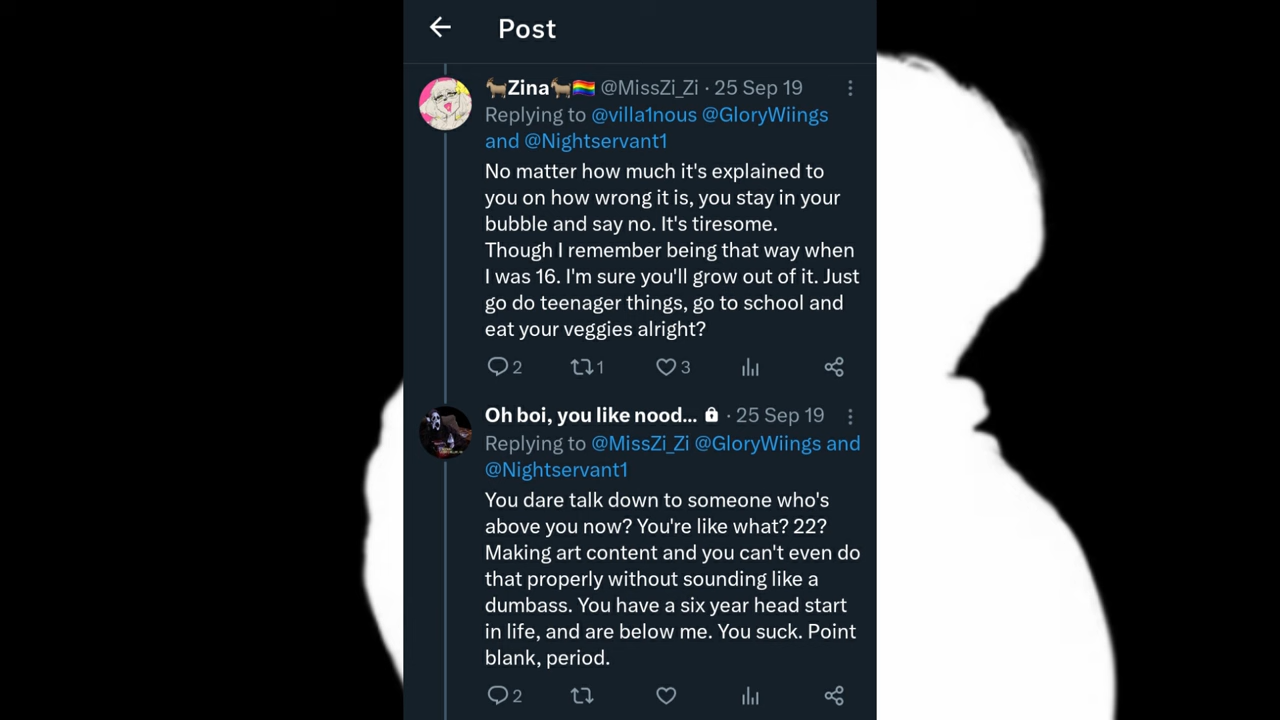 Post
🐐Zina🐐🏳️‍🌈 @MissZi_Zi · 25 Sep 19
Replying to @villa1nous @GloryWiings
and @Nightservant1
No matter how much it's explained to
you on how wrong it is, you stay in your
bubble and say no. It's tiresome.
Though I remember being that way when
I was 16. I'm sure you'll grow out of it. Just
go do teenager things, go to school and
eat your veggies alright?
2 1 3
Oh boi, you like nood... 🔒 · 25 Sep 19
Replying to @MissZi_Zi @GloryWiings and
@Nightservant1
You dare talk down to someone who's
above you now? You're like what? 22?
Making art content and you can't even do
that properly without sounding like a
dumbass. You have a six year head start
in life, and are below me. You suck. Point
blank, period.
2